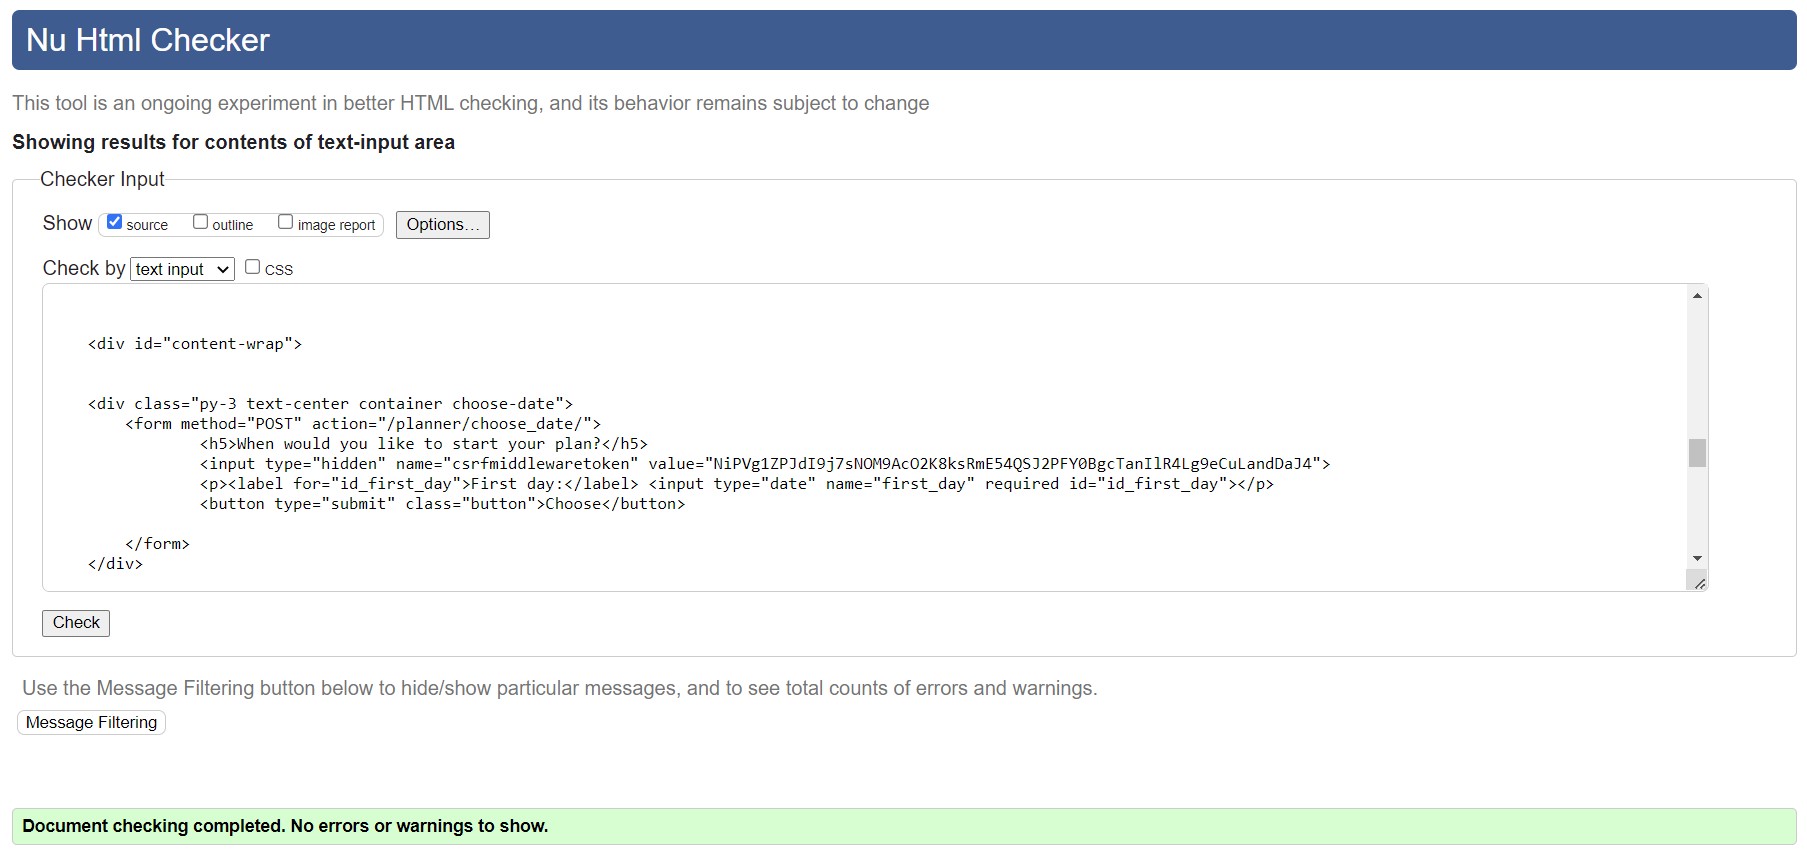 Nu Html Checker
This tool is an ongoing experiment in better HTML checking, and its behavior remains subject to change
Showing results for contents of text-input area
Checker Input
Show source outline image report Options...
Check by text input CSS
<div id="content-wrap">
<div class="py-3 text-center container choose-date">
<form method="POST" action="/planner/choose_date/">
<h5>When would you like to start your plan?</h5>
<input type="hidden" name="csrfmiddlewaretoken" value="NiPVg1ZPJdI9j7sNOM9AcO2K8ksRmE54QSJ2PFY0BgcTanIlR4Lg9eCuLandDaJ4">
<p><label for="id_first_day">First day:</label> <input type="date" name="first_day" required id="id_first_day"></p>
<button type="submit" class="button">Choose</button>
</form>
</div>
Check
Use the Message Filtering button below to hide/show particular messages, and to see total counts of errors and warnings.
Message Filtering
Document checking completed. No errors or warnings to show.